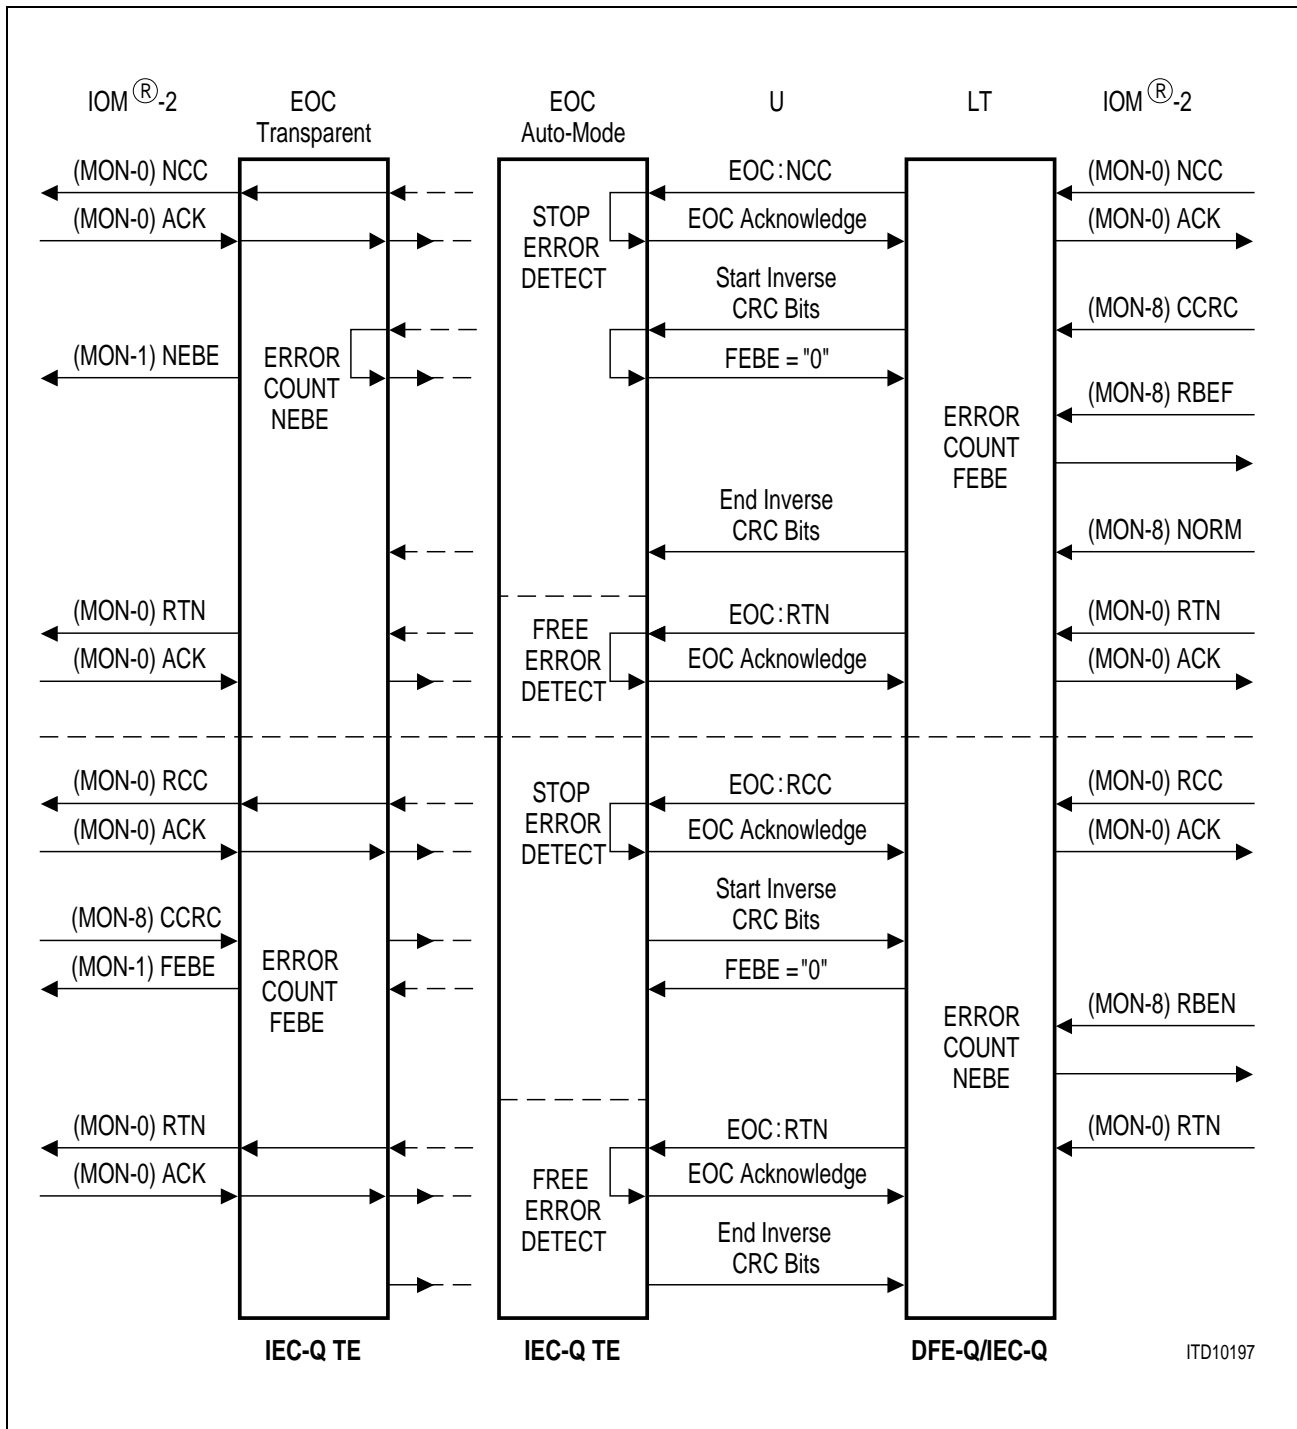 IOM®-2 EOC EOC U LT IOM®-2
Transparent Auto-Mode
(MON-0) NCC EOC:NCC (MON-0) NCC
(MON-0) ACK STOP EOC Acknowledge (MON-0) ACK
ERROR
DETECT Start Inverse
CRC Bits (MON-8) CCRC
(MON-1) NEBE ERROR FEBE = "0"
COUNT (MON-8) RBEF
NEBE ERROR
COUNT
FEBE
End Inverse
CRC Bits (MON-8) NORM
(MON-0) RTN EOC:RTN (MON-0) RTN
FREE
(MON-0) ACK ERROR EOC Acknowledge (MON-0) ACK
DETECT
(MON-0) RCC EOC:RCC (MON-0) RCC
STOP
(MON-0) ACK ERROR EOC Acknowledge (MON-0) ACK
DETECT
Start Inverse
(MON-8) CCRC CRC Bits
(MON-1) FEBE ERROR FEBE = "0"
COUNT (MON-8) RBEN
FEBE ERROR
COUNT
NEBE
(MON-0) RTN EOC:RTN (MON-0) RTN
(MON-0) ACK FREE EOC Acknowledge
ERROR
DETECT End Inverse
CRC Bits
IEC-Q TE IEC-Q TE DFE-Q/IEC-Q ITD10197